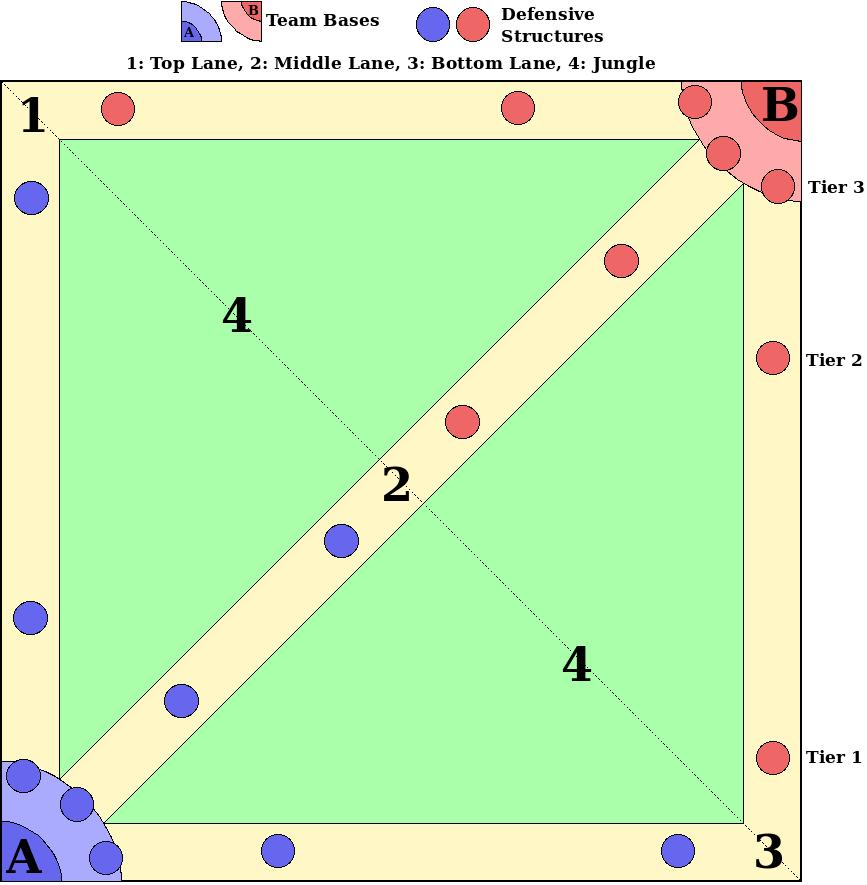 A
B
Team Bases
Defensive
Structures
1: Top Lane, 2: Middle Lane, 3: Bottom Lane, 4: Jungle
1
B
Tier 3
4
Tier 2
2
4
Tier 1
A
3